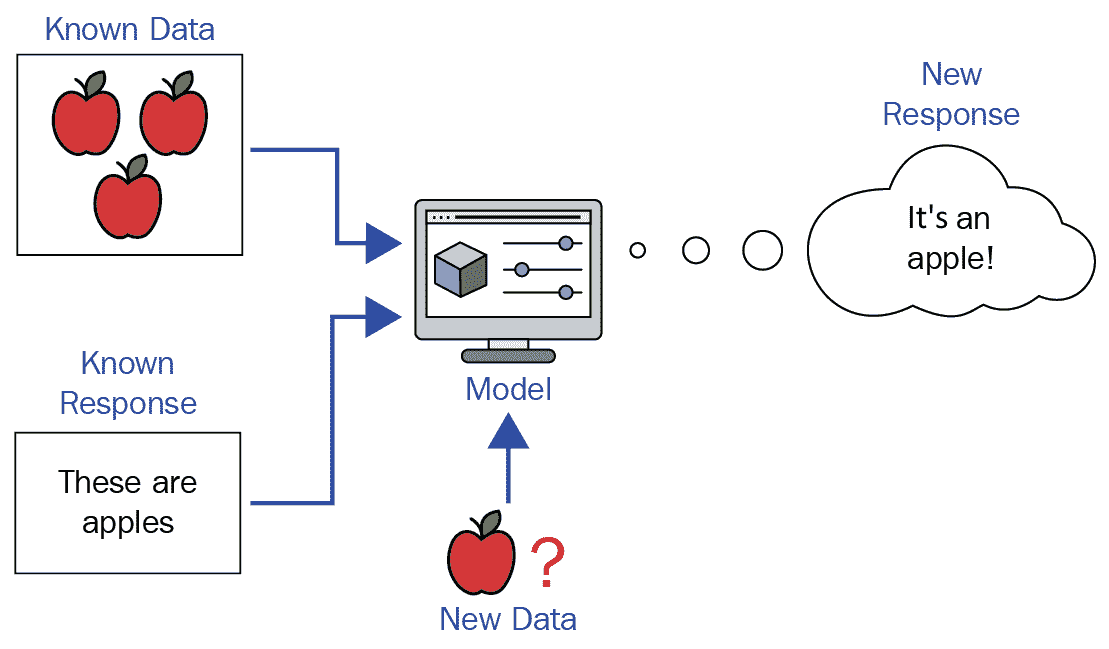 Known Data
New
Response
It's an
apple!
Known
Response
Model
These are
apples
?
New Data